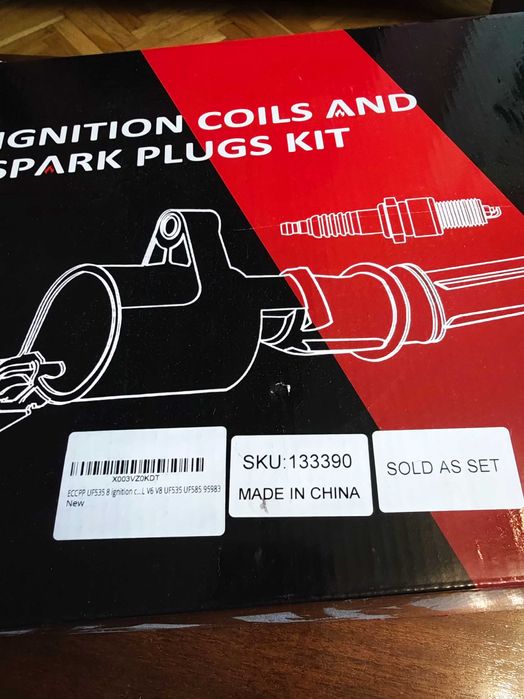 IGNITION COILS AND
SPARK PLUGS KIT
X003VZ0KDT
ECCPP UF535 8 Ignition c...L V6 V8 UF535 UF585 95983
New
SKU:133390
MADE IN CHINA
SOLD AS SET